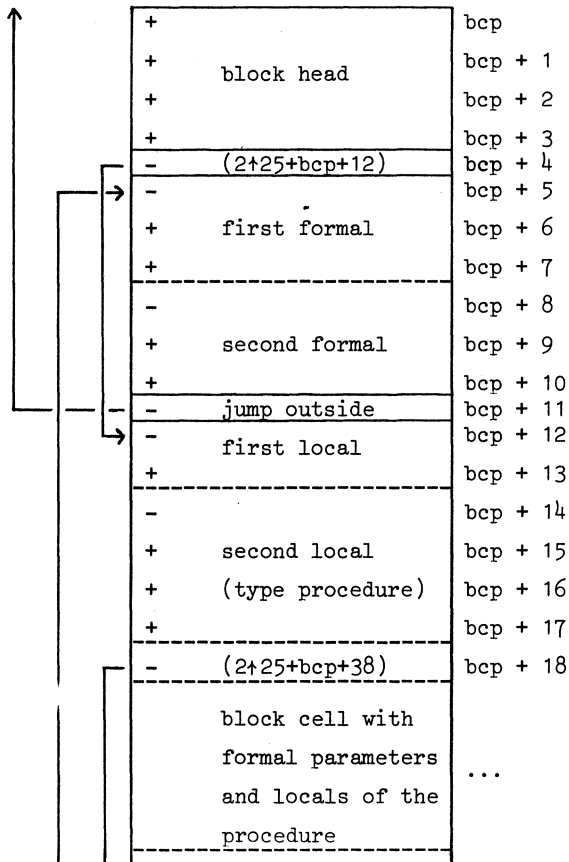 + bcp
+ block head bcp + 1
+ bcp + 2
+ bcp + 3
- (2↑25+bcp+12) bcp + 4
- bcp + 5
+ first formal bcp + 6
+ bcp + 7
- bcp + 8
+ second formal bcp + 9
+ bcp + 10
- jump outside bcp + 11
- first local bcp + 12
+ bcp + 13
- bcp + 14
+ second local bcp + 15
+ (type procedure) bcp + 16
+ bcp + 17
- (2↑25+bcp+38) bcp + 18
block cell with
formal parameters
...
and locals of the
procedure